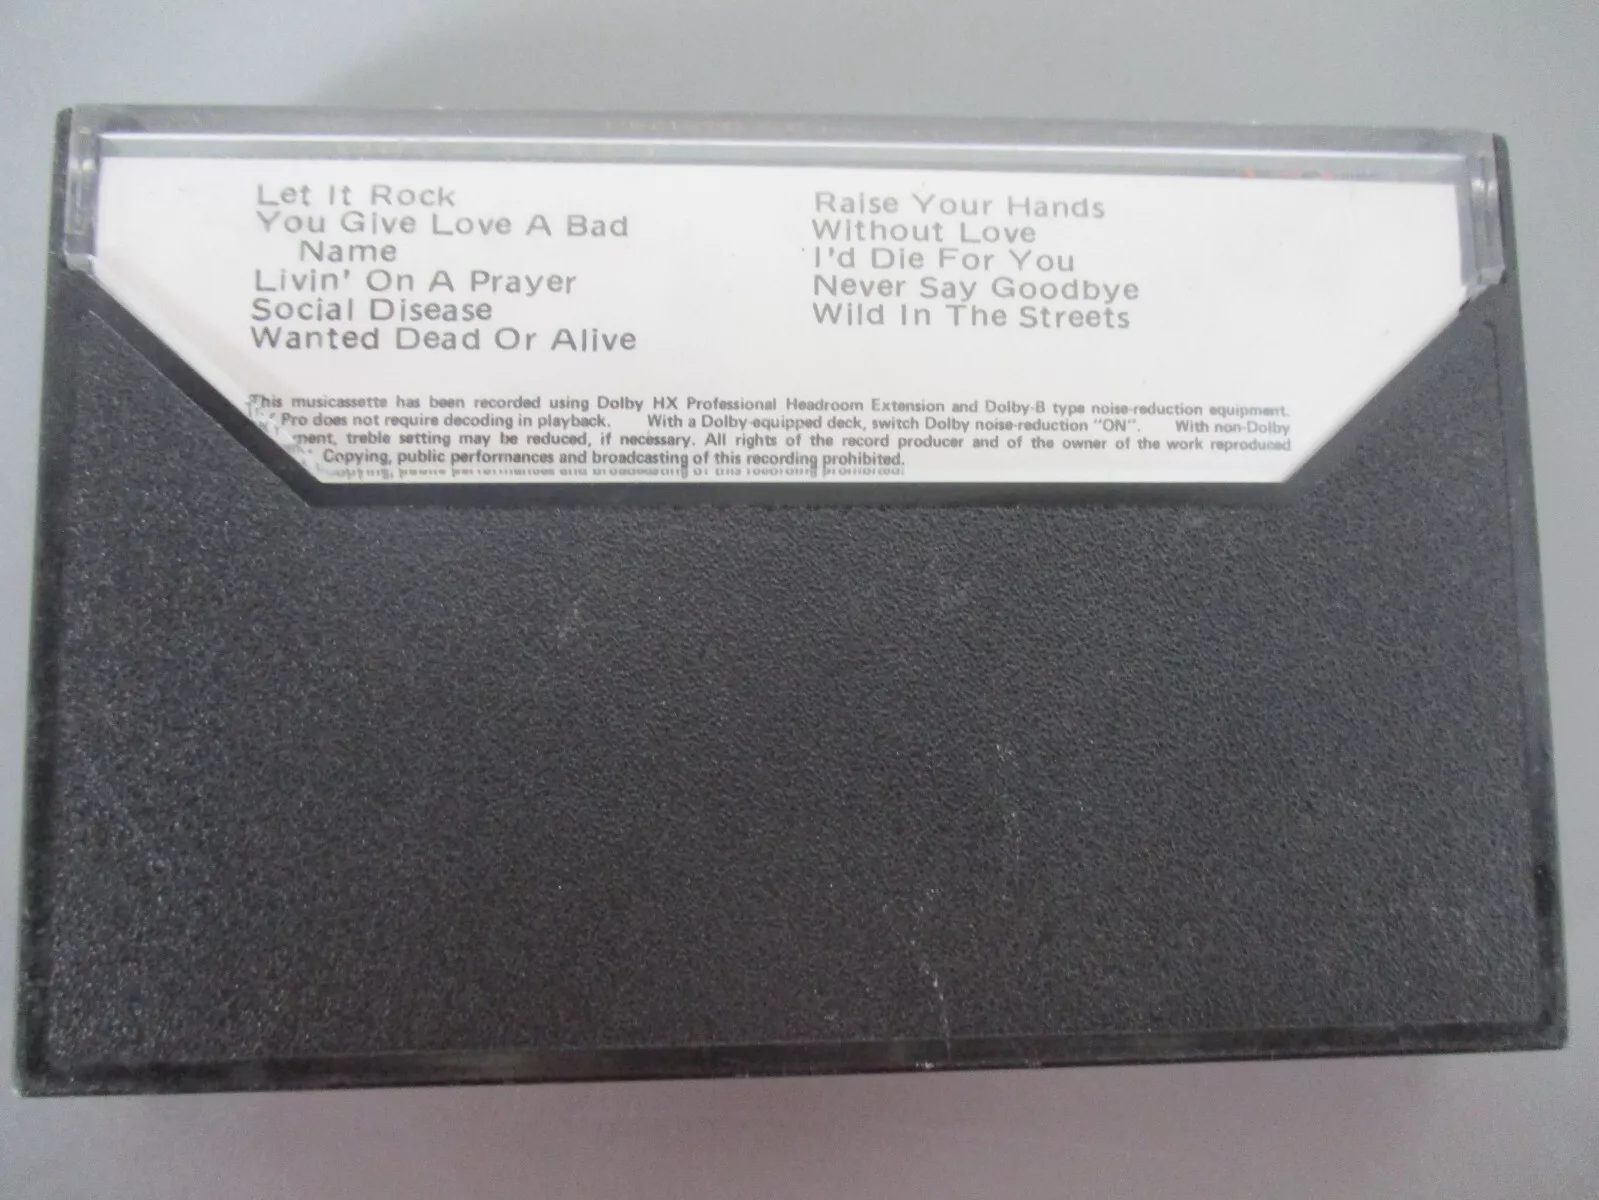 Let It Rock
You Give Love A Bad
Name
Livin' On A Prayer
Social Disease
Wanted Dead Or Alive
Raise Your Hands
Without Love
I'd Die For You
Never Say Goodbye
Wild In The Streets
This musicassette has been recorded using Dolby HX Professional Headroom Extension and Dolby-B type noise-reduction equipment.
Pro does not require decoding in playback. With a Dolby-equipped deck, switch Dolby noise-reduction "ON". With non-Dolby
ment, treble setting may be reduced, if necessary. All rights of the record producer and of the owner of the work reproduced
Copying, public performances and broadcasting of this recording prohibited.